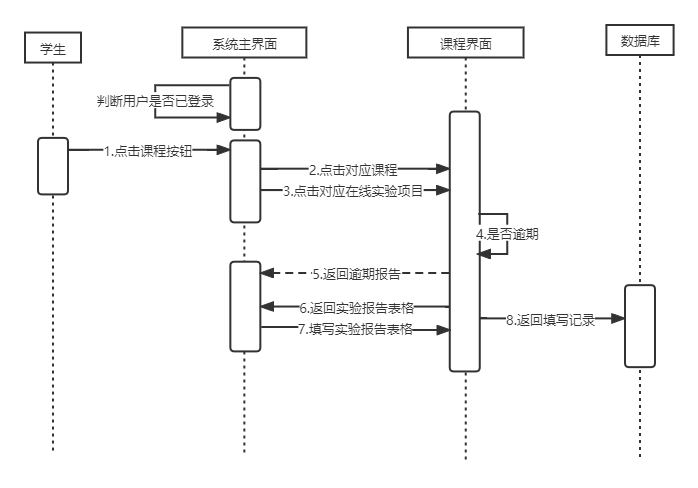 学生
系统主界面
课程界面
数据库
判断用户是否已登录
1.点击课程按钮
2.点击对应课程
3.点击对应在线实验项目
4.是否逾期
5.返回逾期报告
6.返回实验报告表格
7.填写实验报告表格
8.返回填写记录